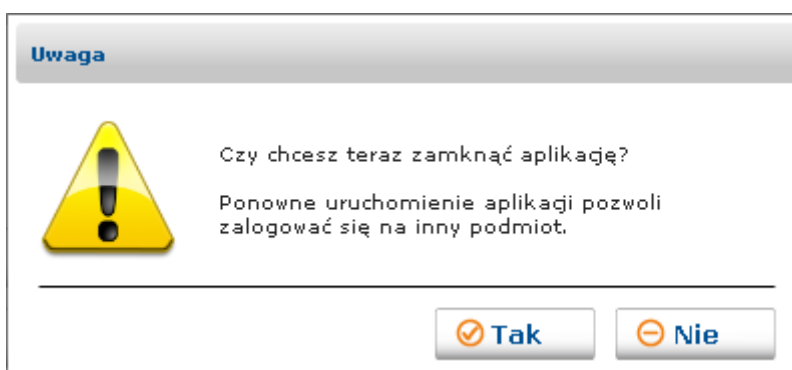 Uwaga
Czy chcesz teraz zamknąć aplikację?
Ponowne uruchomienie aplikacji pozwoli
zalogować się na inny podmiot.
Tak
Nie